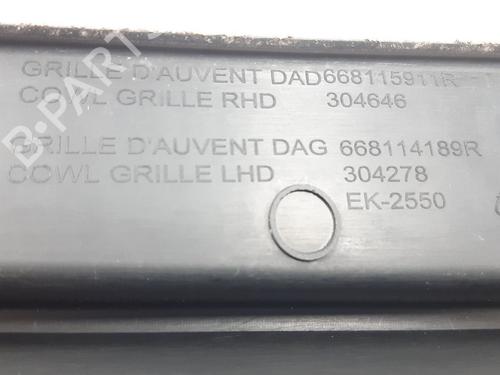 GRILLE D'AUVENT DAD668115911R
COWL GRILLE RHD 304646
GRILLE D'AUVENT DAG 668114189R
COWL GRILLE LHD 304278
EK-2550
B-PARTS